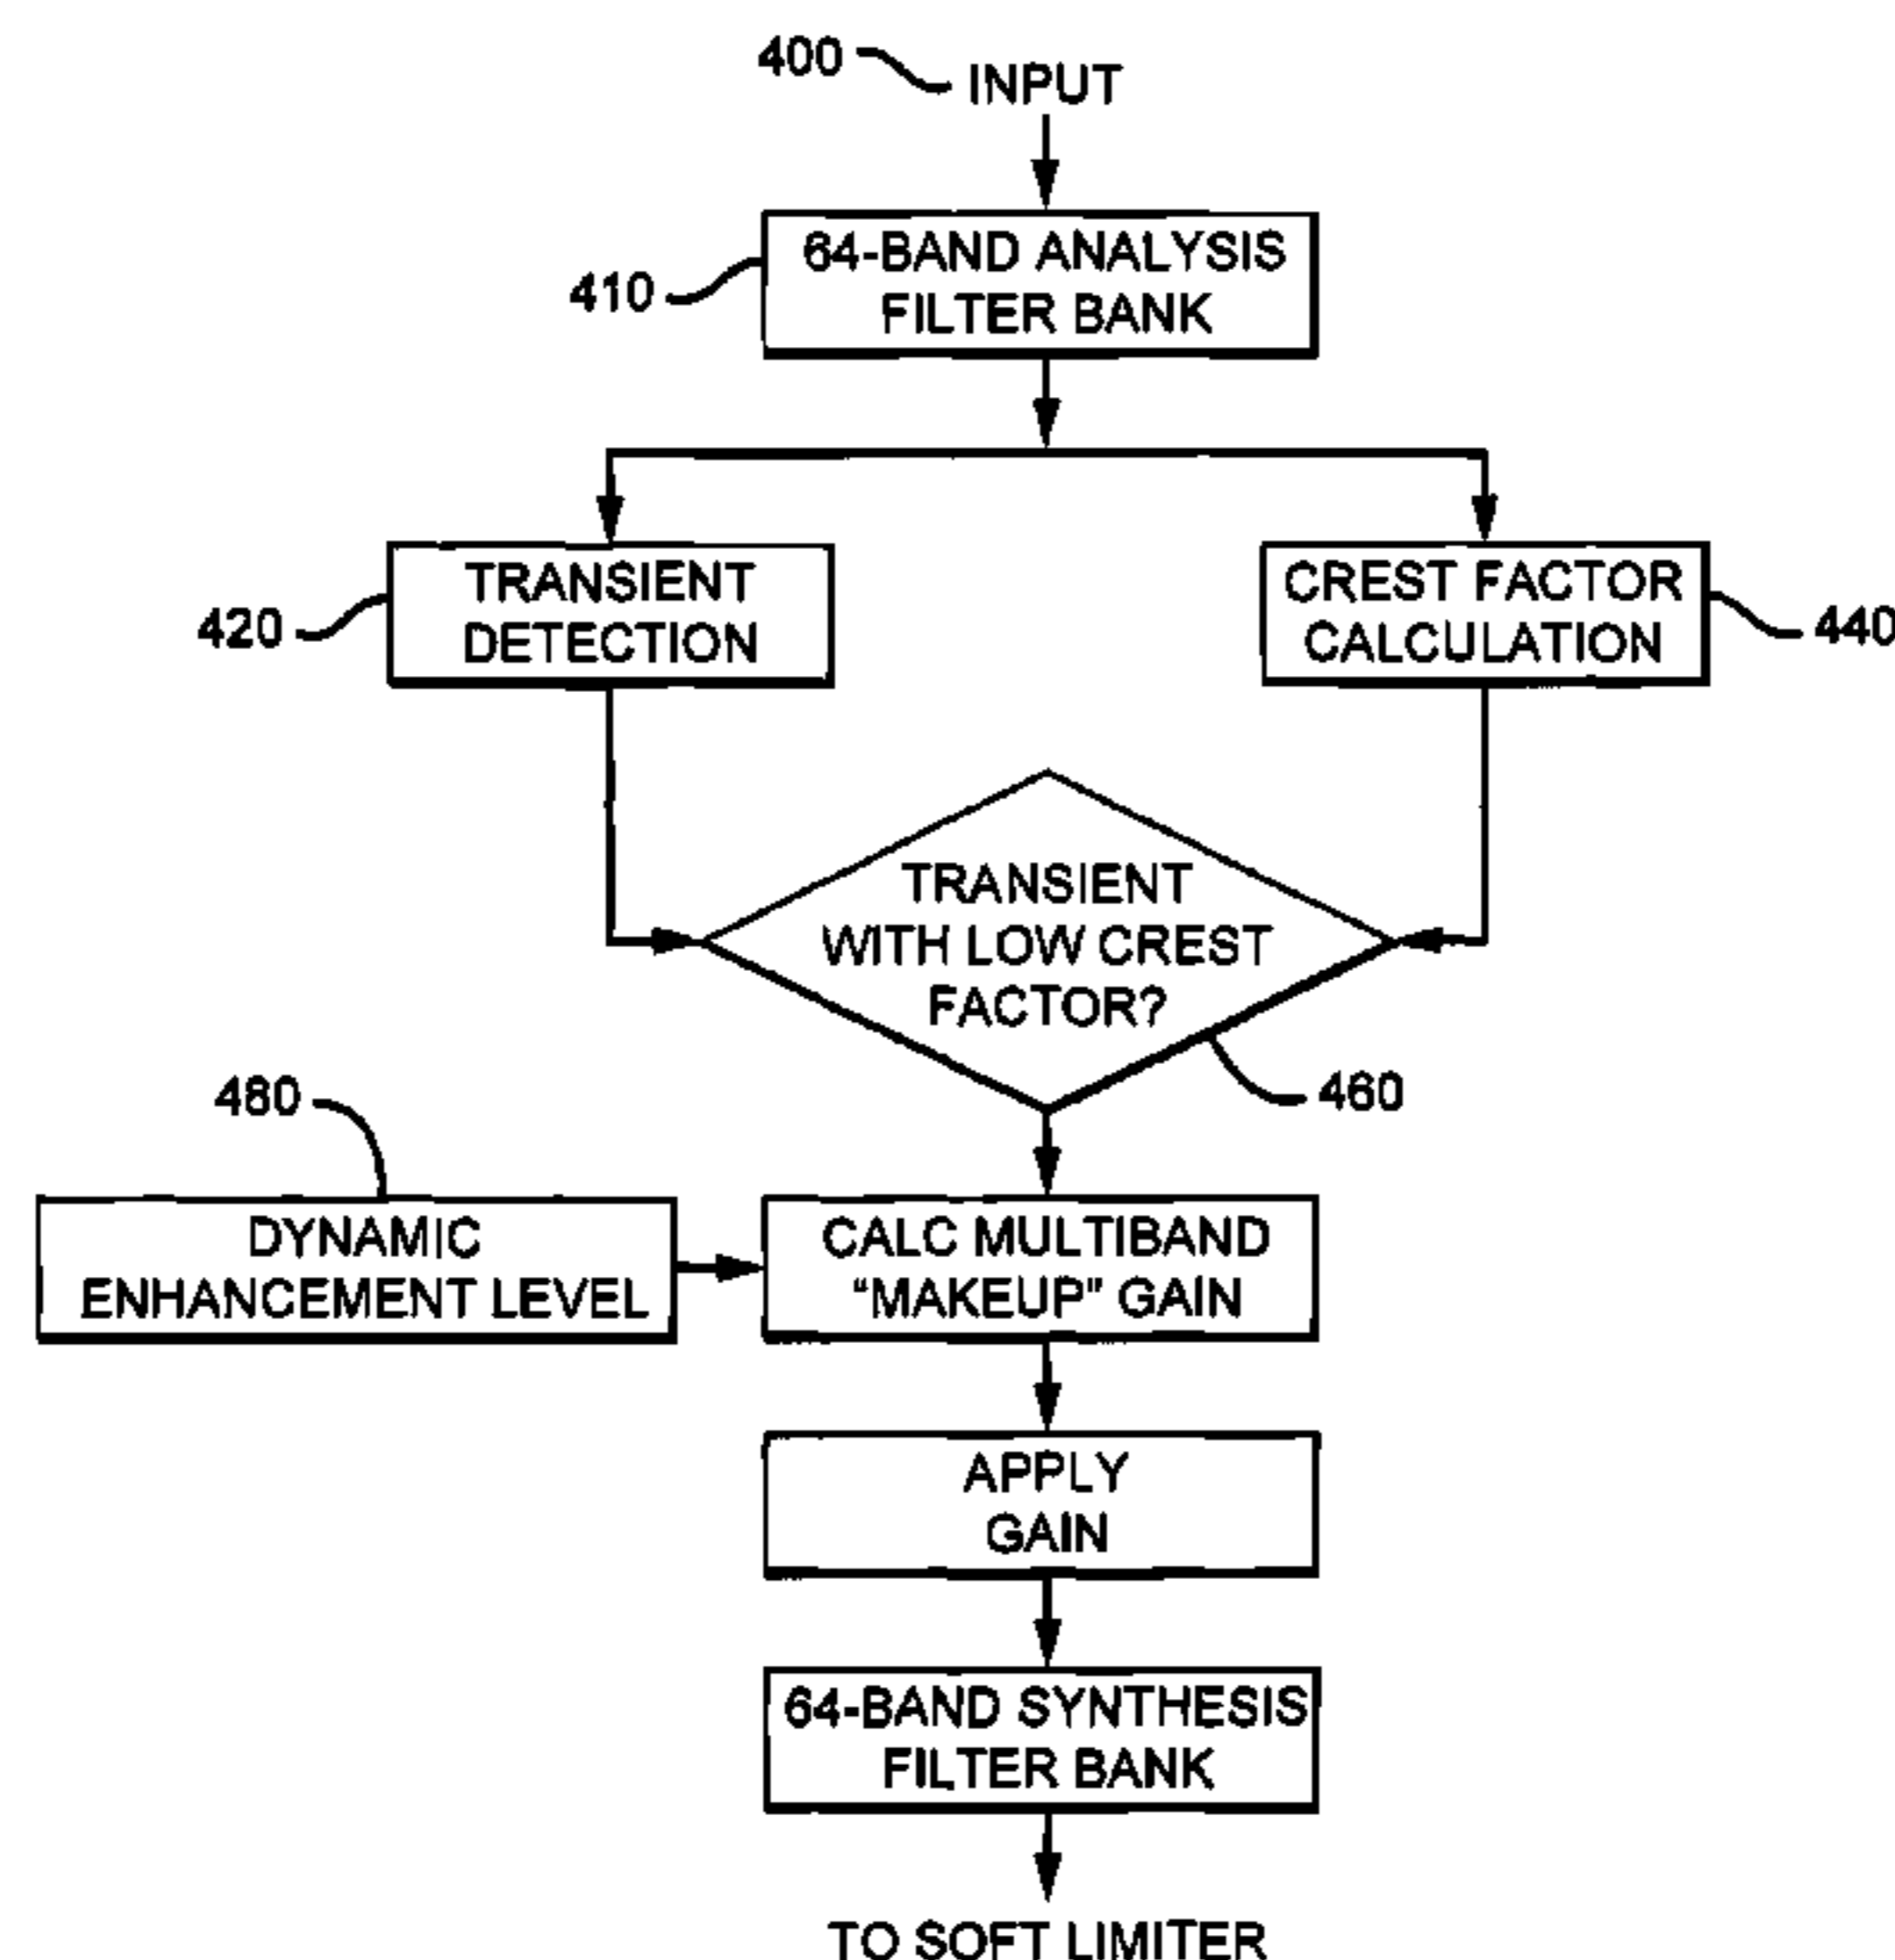 400
INPUT
410
64-BAND ANALYSIS
FILTER BANK
420
TRANSIENT
DETECTION
CREST FACTOR
CALCULATION
440
TRANSIENT
WITH LOW CREST
FACTOR?
460
480
DYNAMIC
ENHANCEMENT LEVEL
CALC MULTIBAND
“MAKEUP” GAIN
APPLY
GAIN
64-BAND SYNTHESIS
FILTER BANK
TO SOFT LIMITER